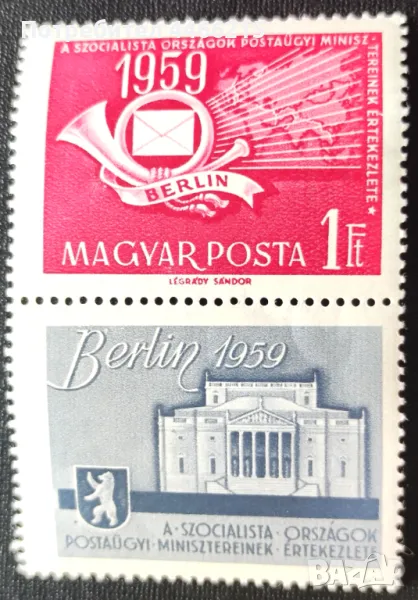 А SZOCIALISTA ORSZÁGOK POSTAÜGYI MINISZ-
TEREINEK ÉRTEKEZLETE ★
1959
BERLIN
MAGYAR POSTA 1 Ft
LÉGRÁDY SÁNDOR
Berlin 1959
A · SZOCIALISTA · ORSZÁGOK
POSTAÜGYI · MINISZTEREINEK · ÉRTEKEZLETE